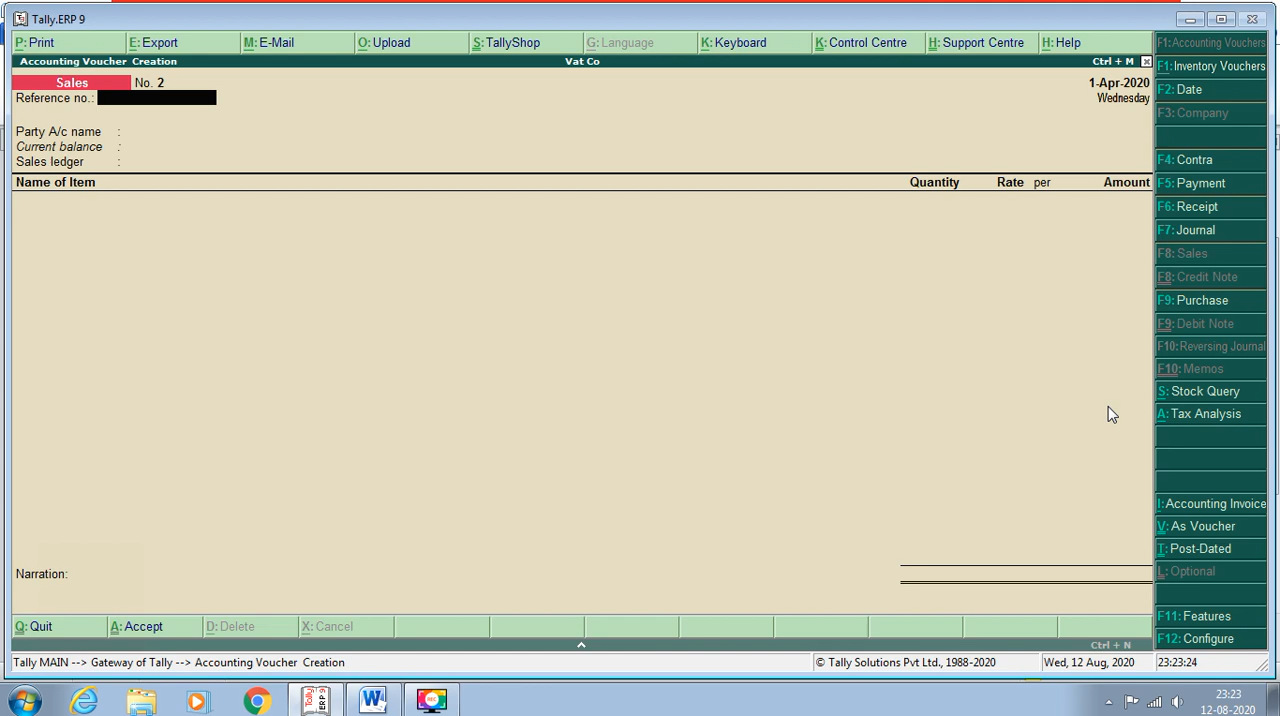 Tally.ERP 9
P: Print E: Export M: E-Mail O: Upload S: TallyShop G: Language K: Keyboard K: Control Centre H: Support Centre H: Help
Accounting Voucher Creation Vat Co Ctrl + M
Sales No. 2 1-Apr-2020
Reference no.: Wednesday
Party A/c name :
Current balance :
Sales ledger :
Name of Item Quantity Rate per Amount
Narration:
F1: Accounting Vouchers
F1: Inventory Vouchers
F2: Date
F3: Company
F4: Contra
F5: Payment
F6: Receipt
F7: Journal
F8: Sales
F8: Credit Note
F9: Purchase
F9: Debit Note
F10: Reversing Journal
F10: Memos
S: Stock Query
A: Tax Analysis
I: Accounting Invoice
V: As Voucher
T: Post-Dated
L: Optional
F11: Features
F12: Configure
Q: Quit A: Accept D: Delete X: Cancel
Ctrl + N
Tally MAIN --> Gateway of Tally --> Accounting Voucher Creation © Tally Solutions Pvt Ltd., 1988-2020 Wed, 12 Aug, 2020 23:23:24
23:23
12-08-2020